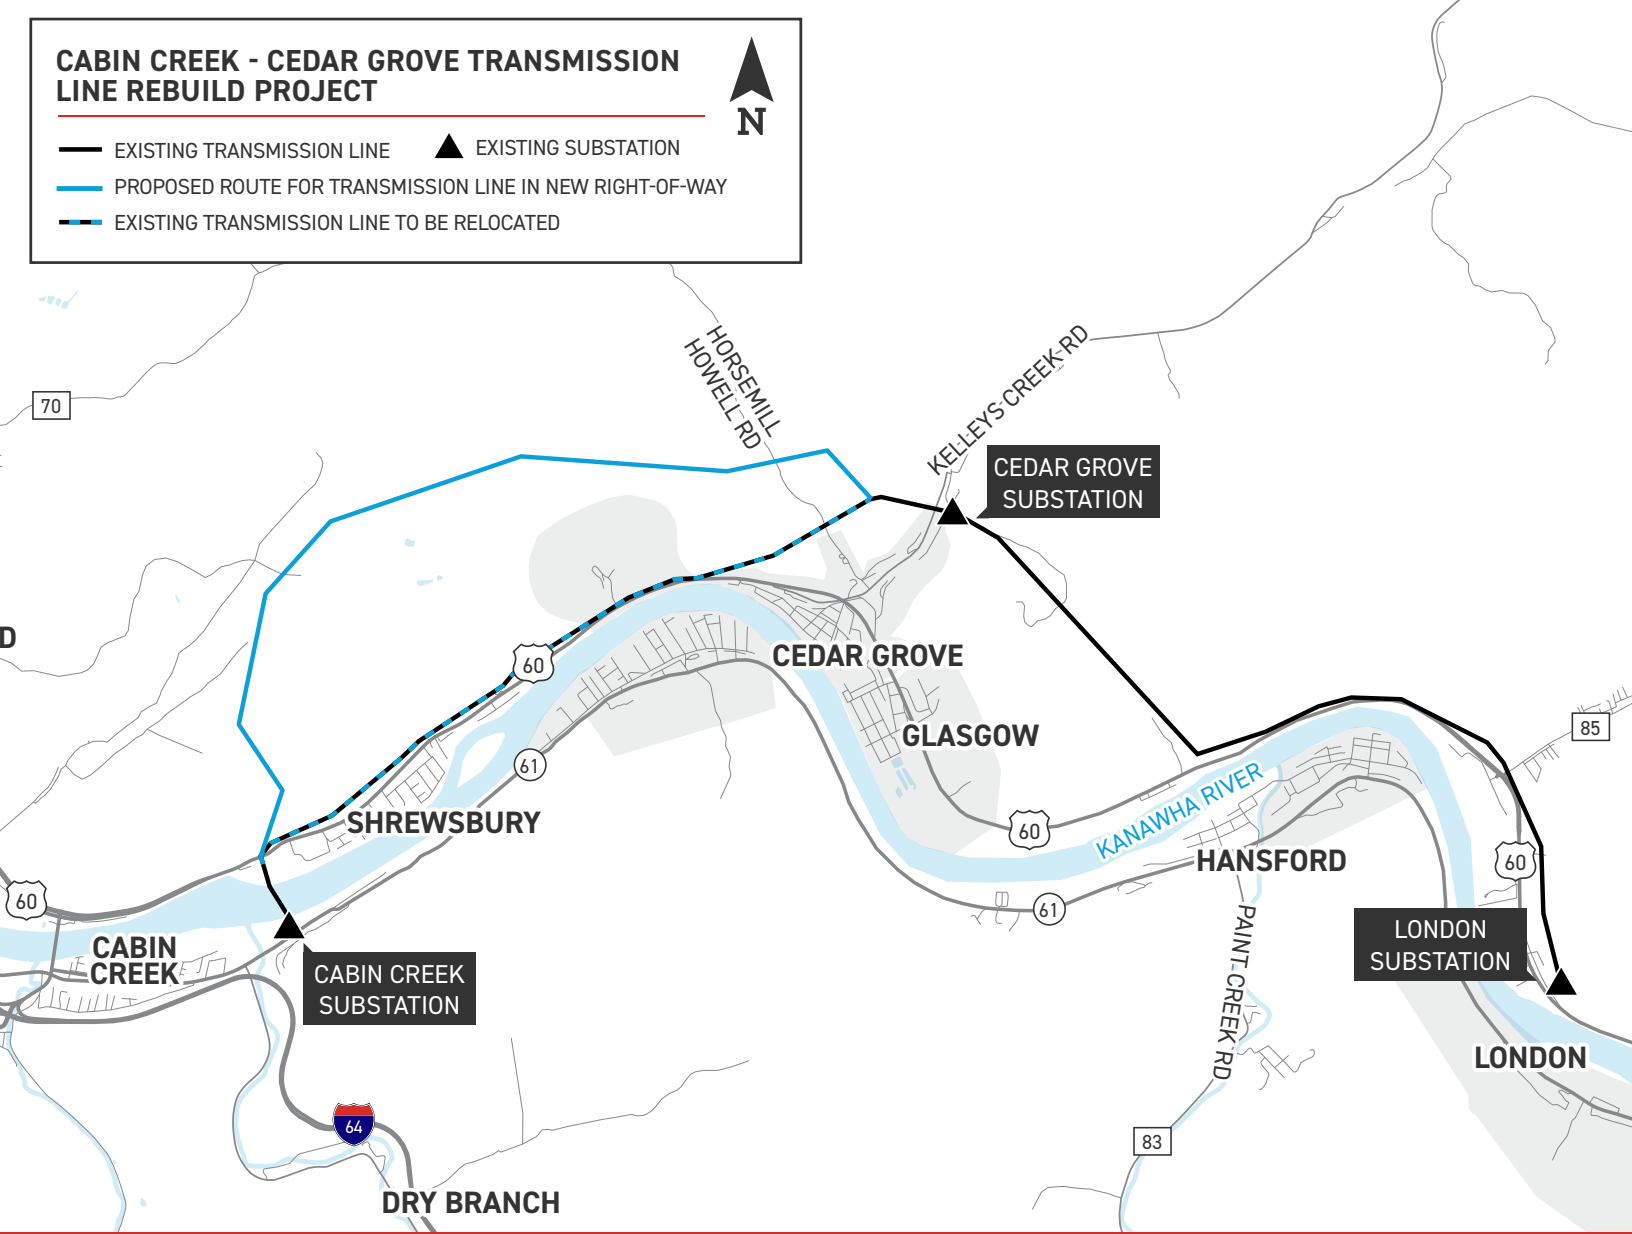 CABIN CREEK - CEDAR GROVE TRANSMISSION
LINE REBUILD PROJECT
N
EXISTING TRANSMISSION LINE
EXISTING SUBSTATION
PROPOSED ROUTE FOR TRANSMISSION LINE IN NEW RIGHT-OF-WAY
EXISTING TRANSMISSION LINE TO BE RELOCATED
70
HORSEMILL
HOWELL RD
KELLEYS CREEK RD
CEDAR GROVE
SUBSTATION
D
60
CEDAR GROVE
GLASGOW
85
61
SHREWSBURY
KANAWHA RIVER
60
HANSFORD
60
60
61
CABIN
CREEK
CABIN CREEK
SUBSTATION
PAINT CREEK RD
LONDON
SUBSTATION
LONDON
64
83
DRY BRANCH